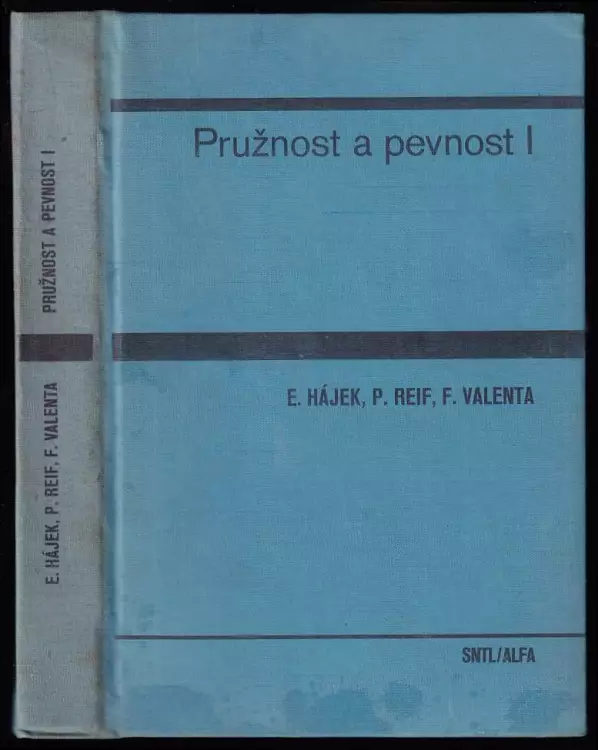 PRUŽNOST A PEVNOST I
E. HÁJEK, P. REIF, F. VALENTA
Pružnost a pevnost I
E. HÁJEK, P. REIF, F. VALENTA
SNTL/ALFA